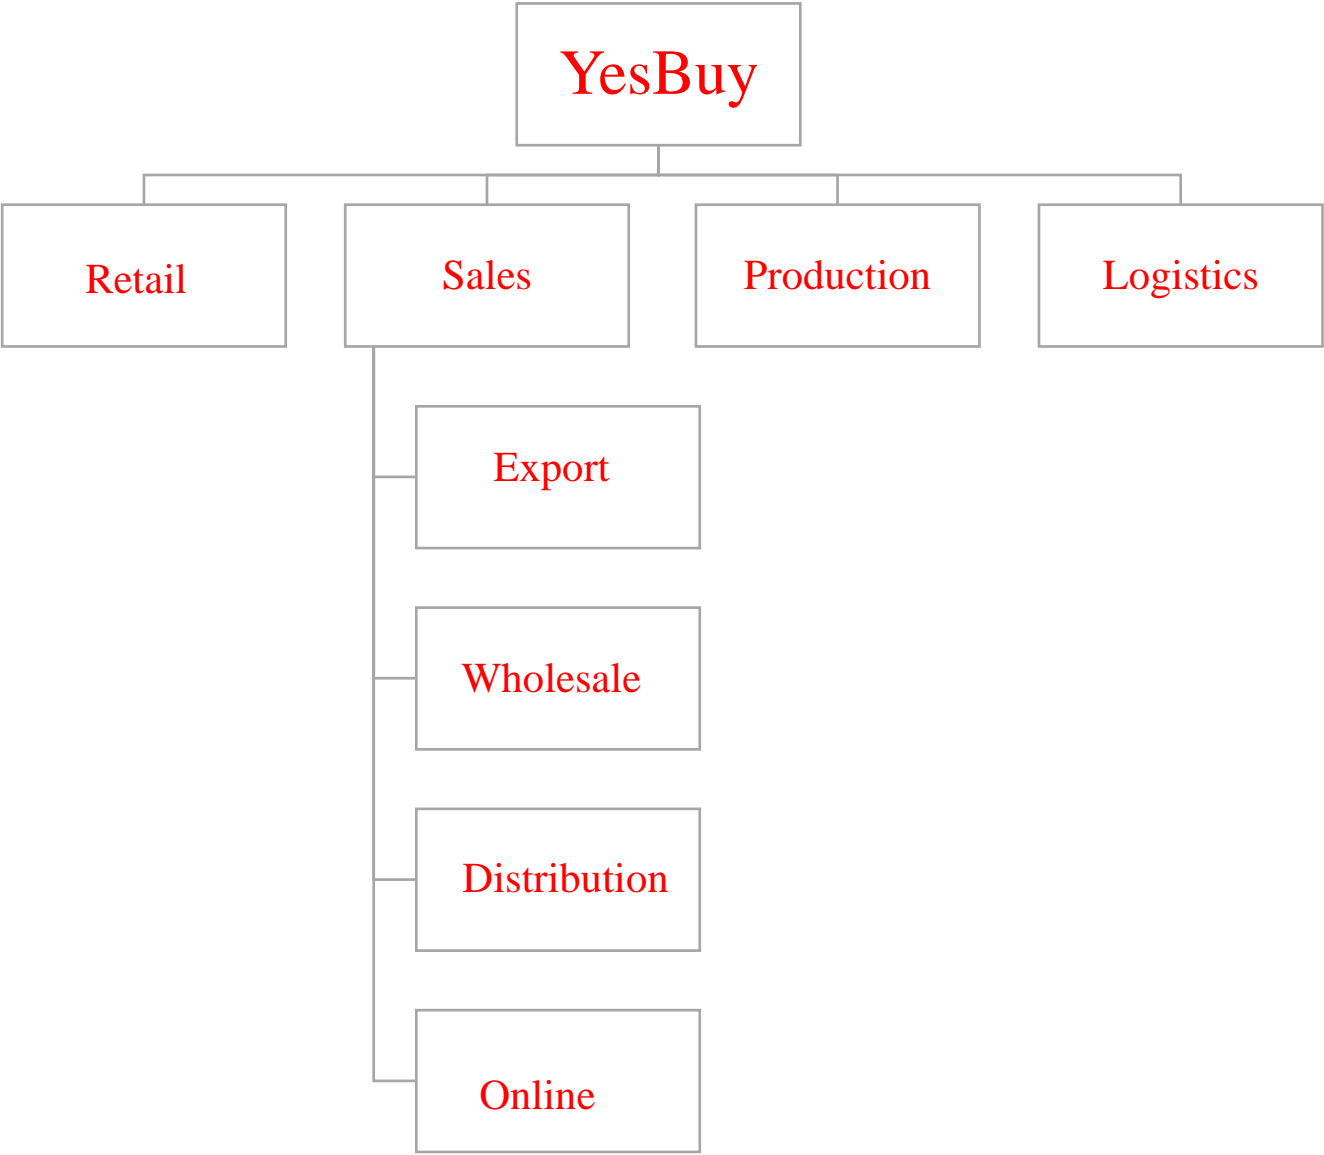 YesBuy
Retail
Sales
Production
Logistics
Export
Wholesale
Distribution
Online